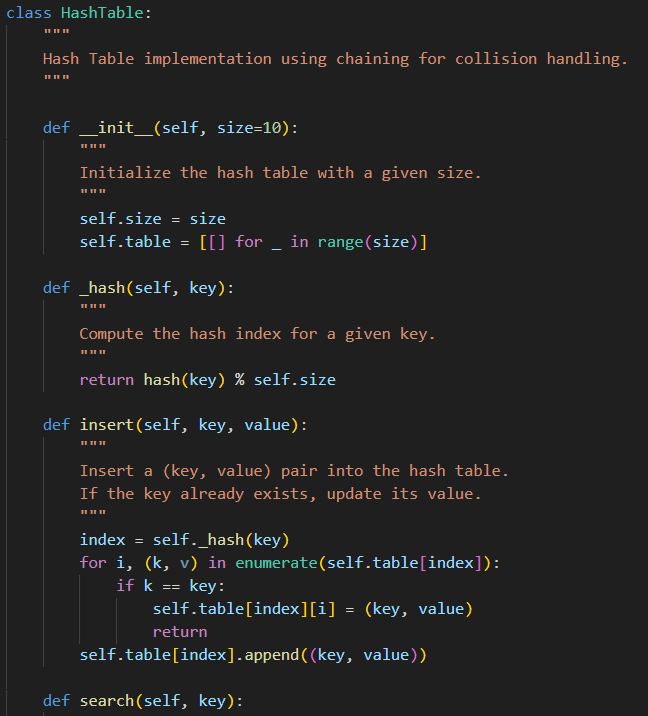 class HashTable:
    """
    Hash Table implementation using chaining for collision handling.
    """

    def __init__(self, size=10):
        """
        Initialize the hash table with a given size.
        """
        self.size = size
        self.table = [[] for _ in range(size)]

    def _hash(self, key):
        """
        Compute the hash index for a given key.
        """
        return hash(key) % self.size

    def insert(self, key, value):
        """
        Insert a (key, value) pair into the hash table.
        If the key already exists, update its value.
        """
        index = self._hash(key)
        for i, (k, v) in enumerate(self.table[index]):
            if k == key:
                self.table[index][i] = (key, value)
                return
        self.table[index].append((key, value))

    def search(self, key):